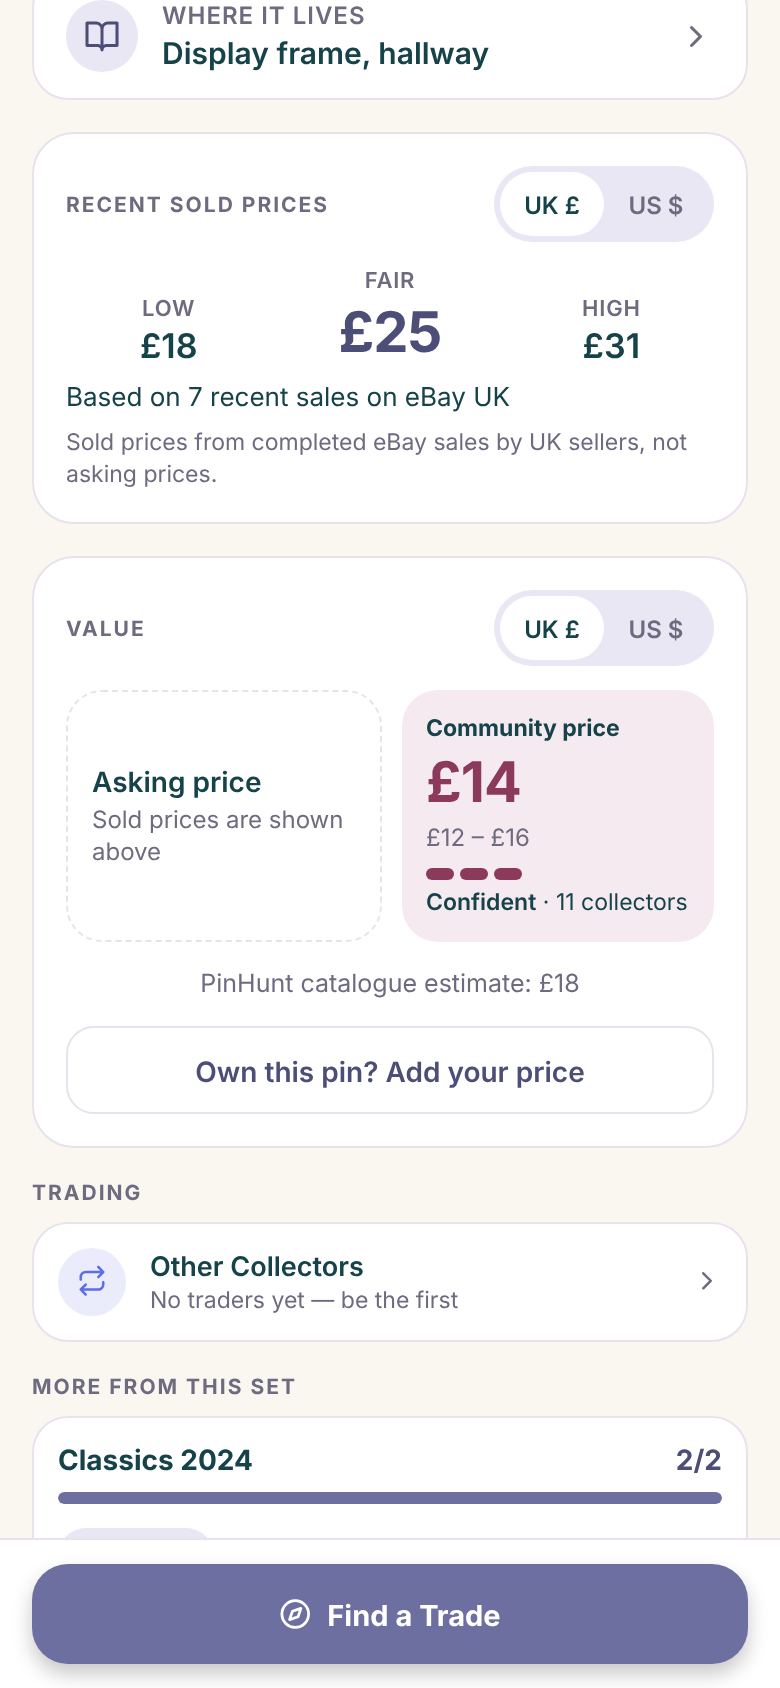 WHERE IT LIVES
Display frame, hallway
RECENT SOLD PRICES
UK £
US $
LOW
£18
FAIR
£25
HIGH
£31
Based on 7 recent sales on eBay UK
Sold prices from completed eBay sales by UK sellers, not
asking prices.
VALUE
UK £
US $
Asking price
Sold prices are shown
above
Community price
£14
£12 – £16
Confident · 11 collectors
PinHunt catalogue estimate: £18
Own this pin? Add your price
TRADING
Other Collectors
No traders yet — be the first
MORE FROM THIS SET
Classics 2024
2/2
Find a Trade